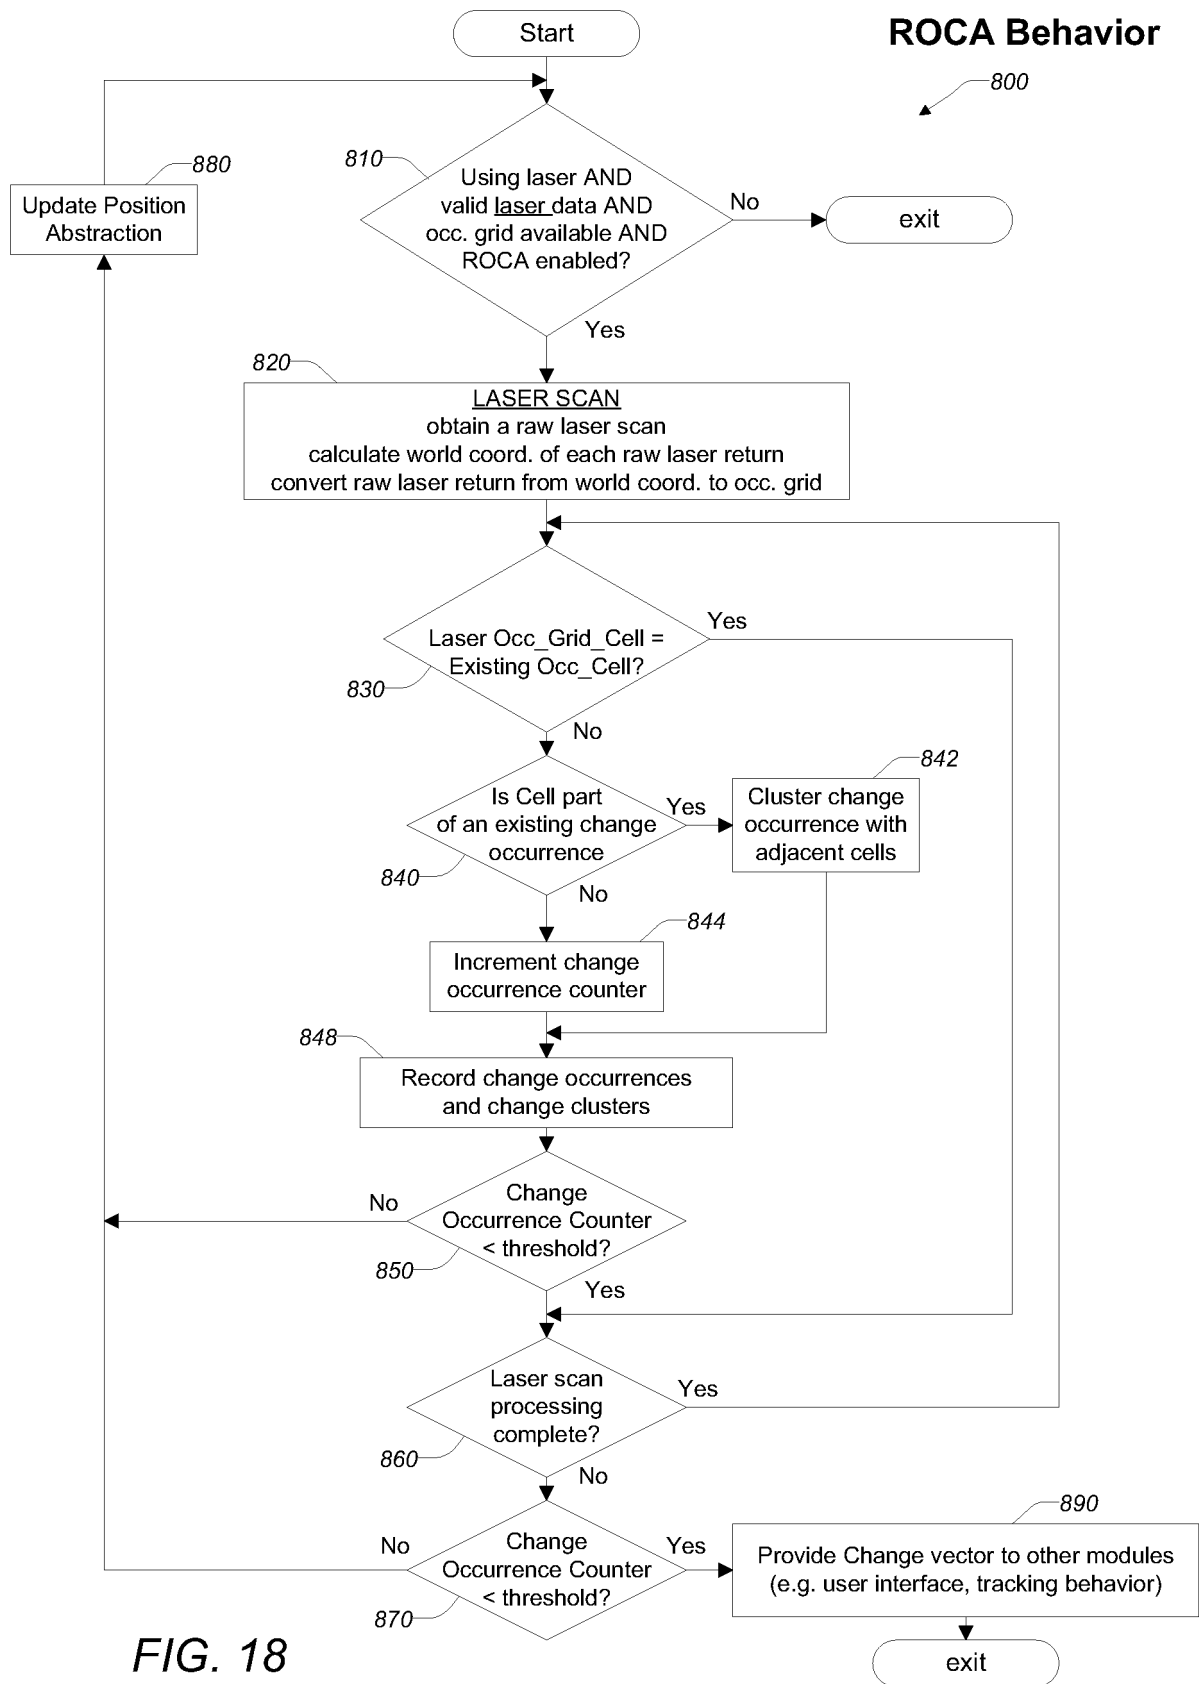 Start
ROCA Behavior
800
880
Update Position
Abstraction
810
Using laser AND
valid laser data AND
occ. grid available AND
ROCA enabled?
No
exit
Yes
820
LASER SCAN
obtain a raw laser scan
calculate world coord. of each raw laser return
convert raw laser return from world coord. to occ. grid
Laser Occ_Grid_Cell =
Existing Occ_Cell?
Yes
830
No
Is Cell part
of an existing change
occurrence
Yes
840
842
Cluster change
occurrence with
adjacent cells
No
844
Increment change
occurrence counter
848
Record change occurrences
and change clusters
No
Change
Occurrence Counter
< threshold?
850
Yes
Laser scan
processing
complete?
Yes
860
No
No
Change
Occurrence Counter
< threshold?
Yes
870
890
Provide Change vector to other modules
(e.g. user interface, tracking behavior)
exit
FIG. 18